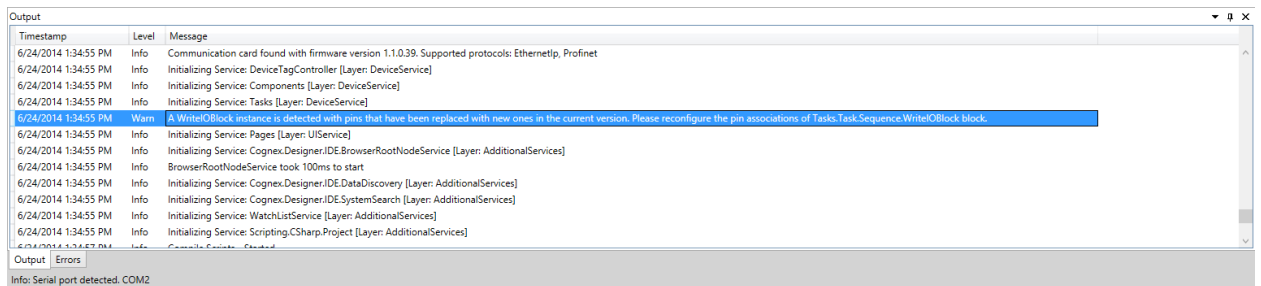 Output
Timestamp Level Message
6/24/2014 1:34:55 PM Info Communication card found with firmware version 1.1.0.39. Supported protocols: EthernetIp, Profinet
6/24/2014 1:34:55 PM Info Initializing Service: DeviceTagController [Layer: DeviceService]
6/24/2014 1:34:55 PM Info Initializing Service: Components [Layer: DeviceService]
6/24/2014 1:34:55 PM Info Initializing Service: Tasks [Layer: DeviceService]
6/24/2014 1:34:55 PM Warn A WriteIOBlock instance is detected with pins that have been replaced with new ones in the current version. Please reconfigure the pin associations of Tasks.Task.Sequence.WriteIOBlock block.
6/24/2014 1:34:55 PM Info Initializing Service: Pages [Layer: UIService]
6/24/2014 1:34:55 PM Info Initializing Service: Cognex.Designer.IDE.BrowserRootNodeService [Layer: AdditionalServices]
6/24/2014 1:34:55 PM Info BrowserRootNodeService took 100ms to start
6/24/2014 1:34:55 PM Info Initializing Service: Cognex.Designer.IDE.DataDiscovery [Layer: AdditionalServices]
6/24/2014 1:34:55 PM Info Initializing Service: Cognex.Designer.IDE.SystemSearch [Layer: AdditionalServices]
6/24/2014 1:34:55 PM Info Initializing Service: WatchListService [Layer: AdditionalServices]
6/24/2014 1:34:55 PM Info Initializing Service: Scripting.CSharp.Project [Layer: AdditionalServices]
6/24/2014 1:34:57 PM Info Compile Scripts - Started
Output Errors
Info: Serial port detected. COM2